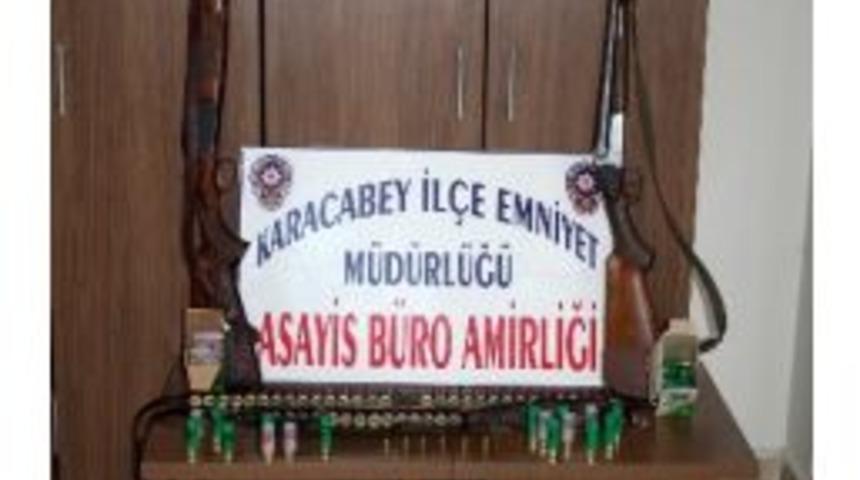 KARACABEY İLÇE EMNİYET
MÜDÜRLÜĞÜ
ASAYİS BÜRO AMİRLİĞİ